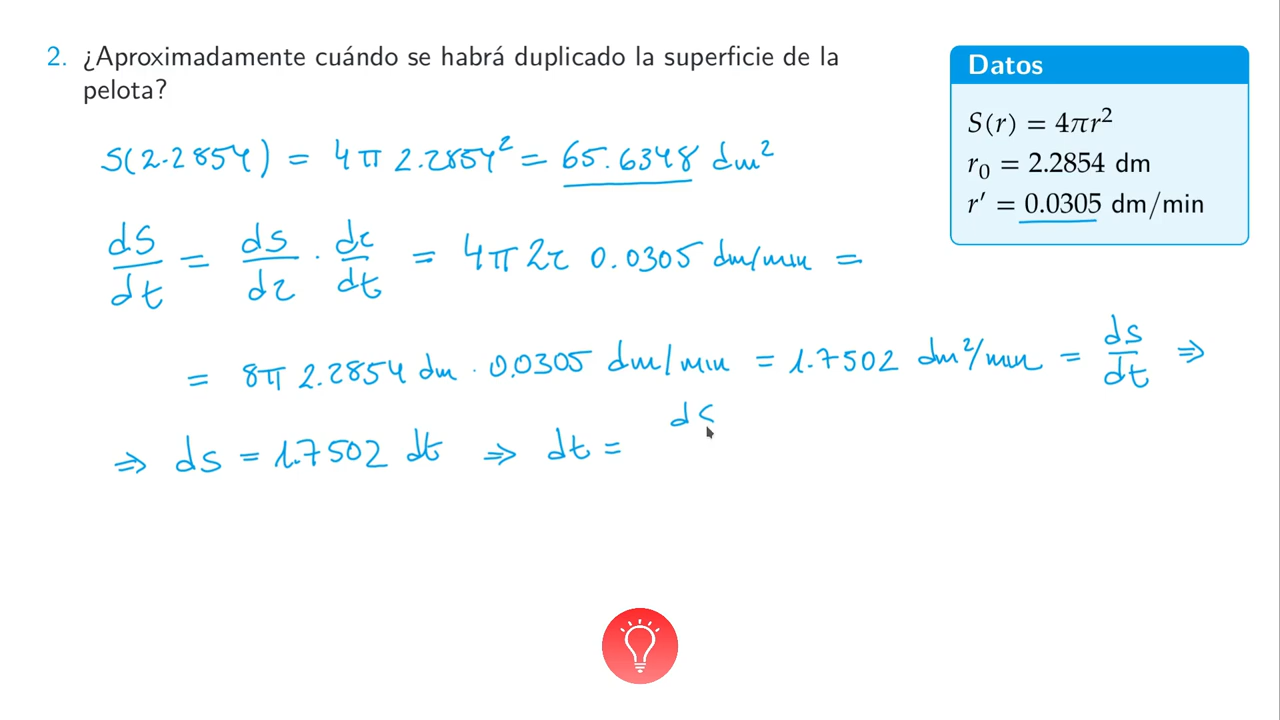 2. ¿Aproximadamente cuándo se habrá duplicado la superficie de la
pelota?
Datos
S(r) = 4πr²
r₀ = 2.2854 dm
r′ = 0.0305 dm/min
S(2.2854) = 4π 2.2854² = 65.6348 dm²
dS/dt = ds/dr · dr/dt = 4π 2r 0.0305 dm/min =
= 8π 2.2854 dm · 0.0305 dm/min = 1.7502 dm²/min = ds/dt ⇒
⇒ ds = 1.7502 dt ⇒ dt = ds